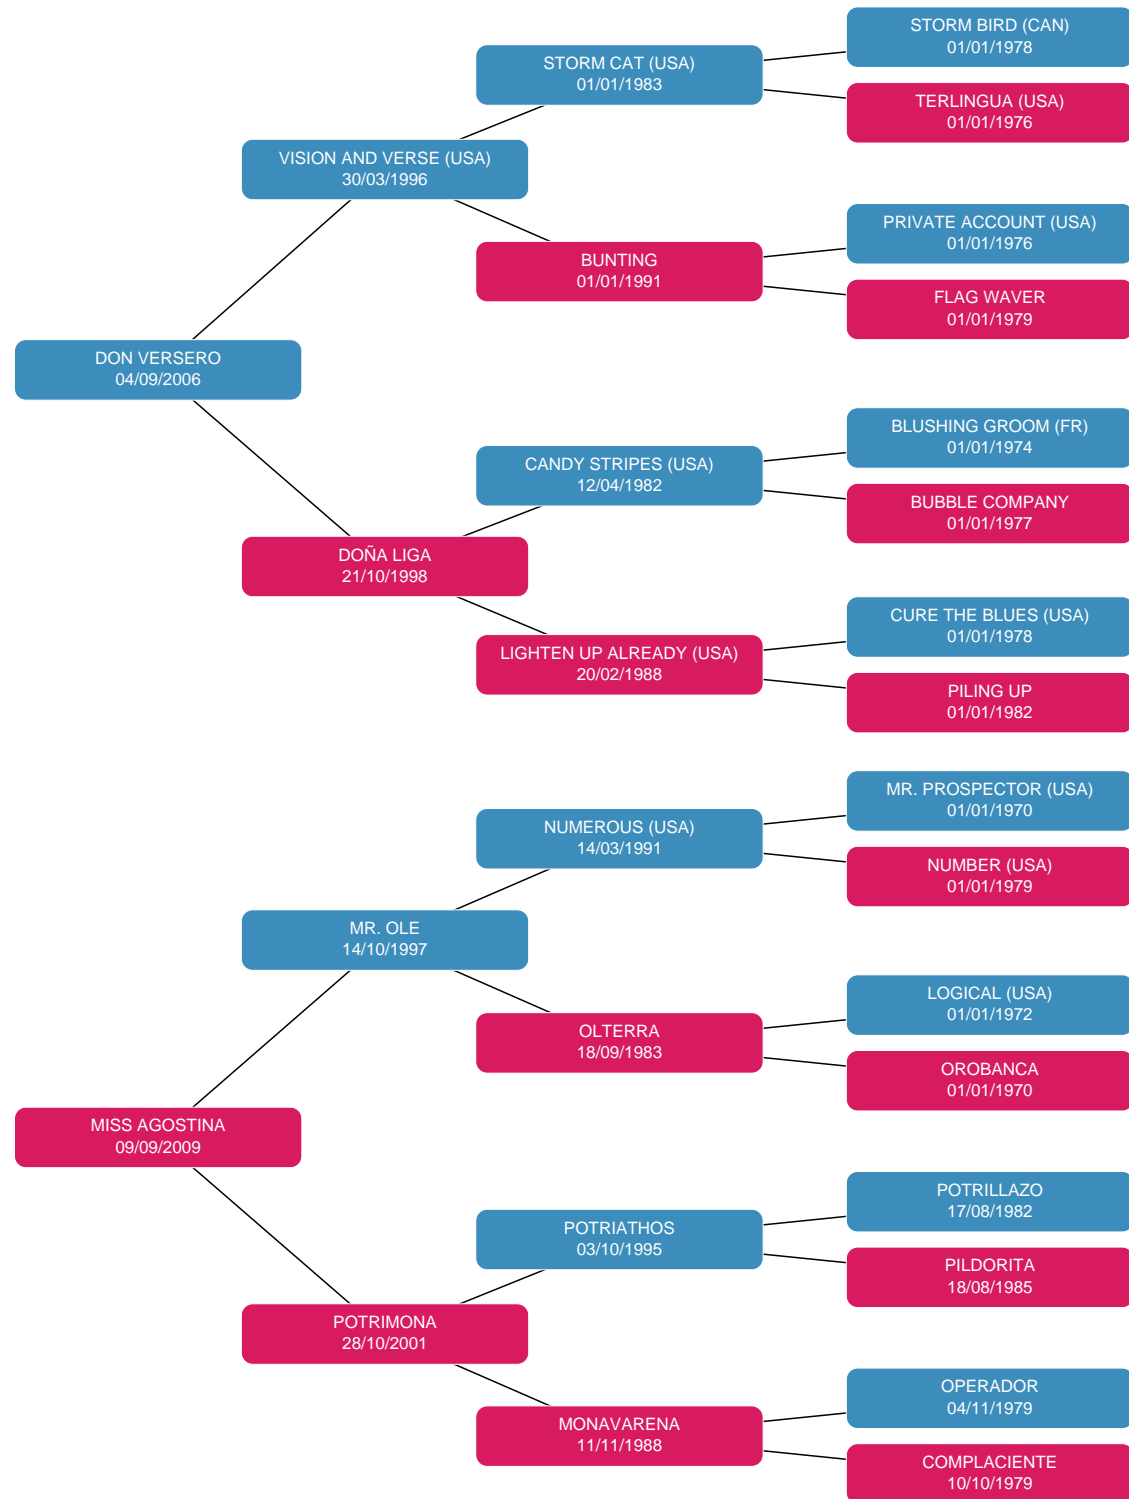 STORM BIRD (CAN)
01/01/1978
STORM CAT (USA)
01/01/1983
TERLINGUA (USA)
01/01/1976
VISION AND VERSE (USA)
30/03/1996
PRIVATE ACCOUNT (USA)
01/01/1976
BUNTING
01/01/1991
FLAG WAVER
01/01/1979
DON VERSERO
04/09/2006
BLUSHING GROOM (FR)
01/01/1974
CANDY STRIPES (USA)
12/04/1982
BUBBLE COMPANY
01/01/1977
DOÑA LIGA
21/10/1998
CURE THE BLUES (USA)
01/01/1978
LIGHTEN UP ALREADY (USA)
20/02/1988
PILING UP
01/01/1982
MR. PROSPECTOR (USA)
01/01/1970
NUMEROUS (USA)
14/03/1991
NUMBER (USA)
01/01/1979
MR. OLE
14/10/1997
LOGICAL (USA)
01/01/1972
OLTERRA
18/09/1983
OROBANCA
01/01/1970
MISS AGOSTINA
09/09/2009
POTRILLAZO
17/08/1982
POTRIATHOS
03/10/1995
PILDORITA
18/08/1985
POTRIMONA
28/10/2001
OPERADOR
04/11/1979
MONAVARENA
11/11/1988
COMPLACIENTE
10/10/1979